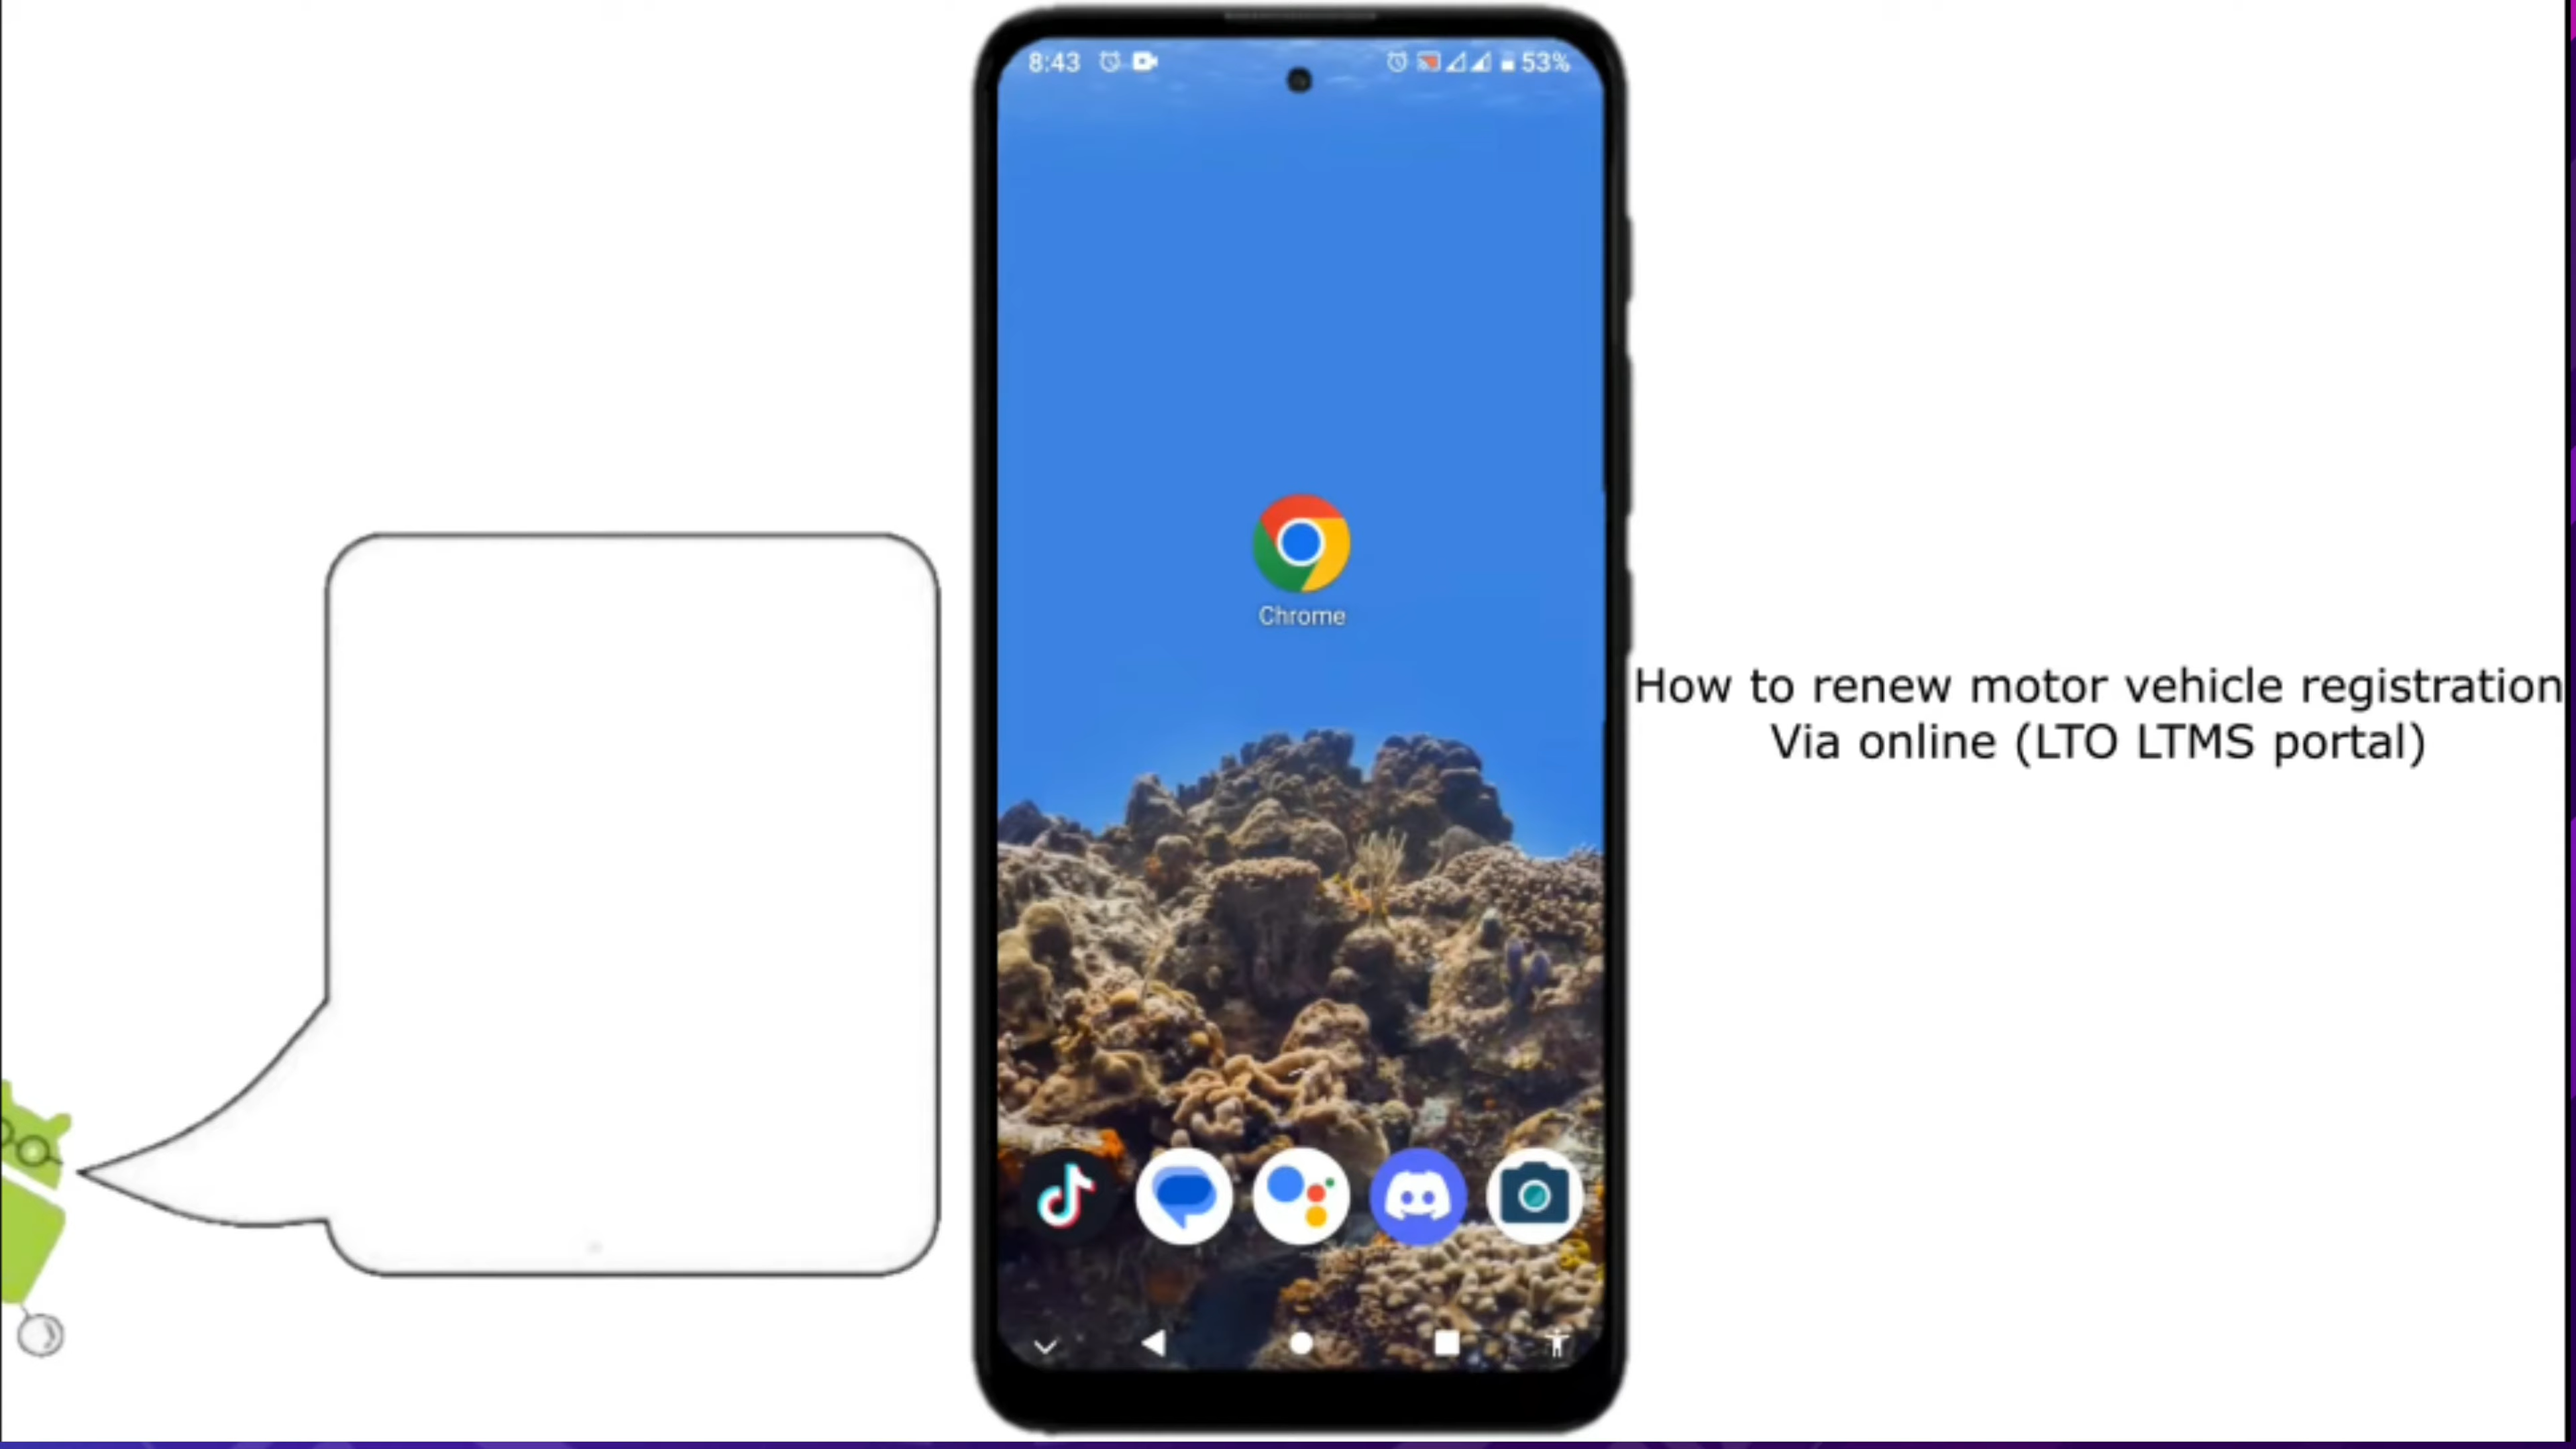 8:43
53%
Chrome
How to renew motor vehicle registration
Via online (LTO LTMS portal)